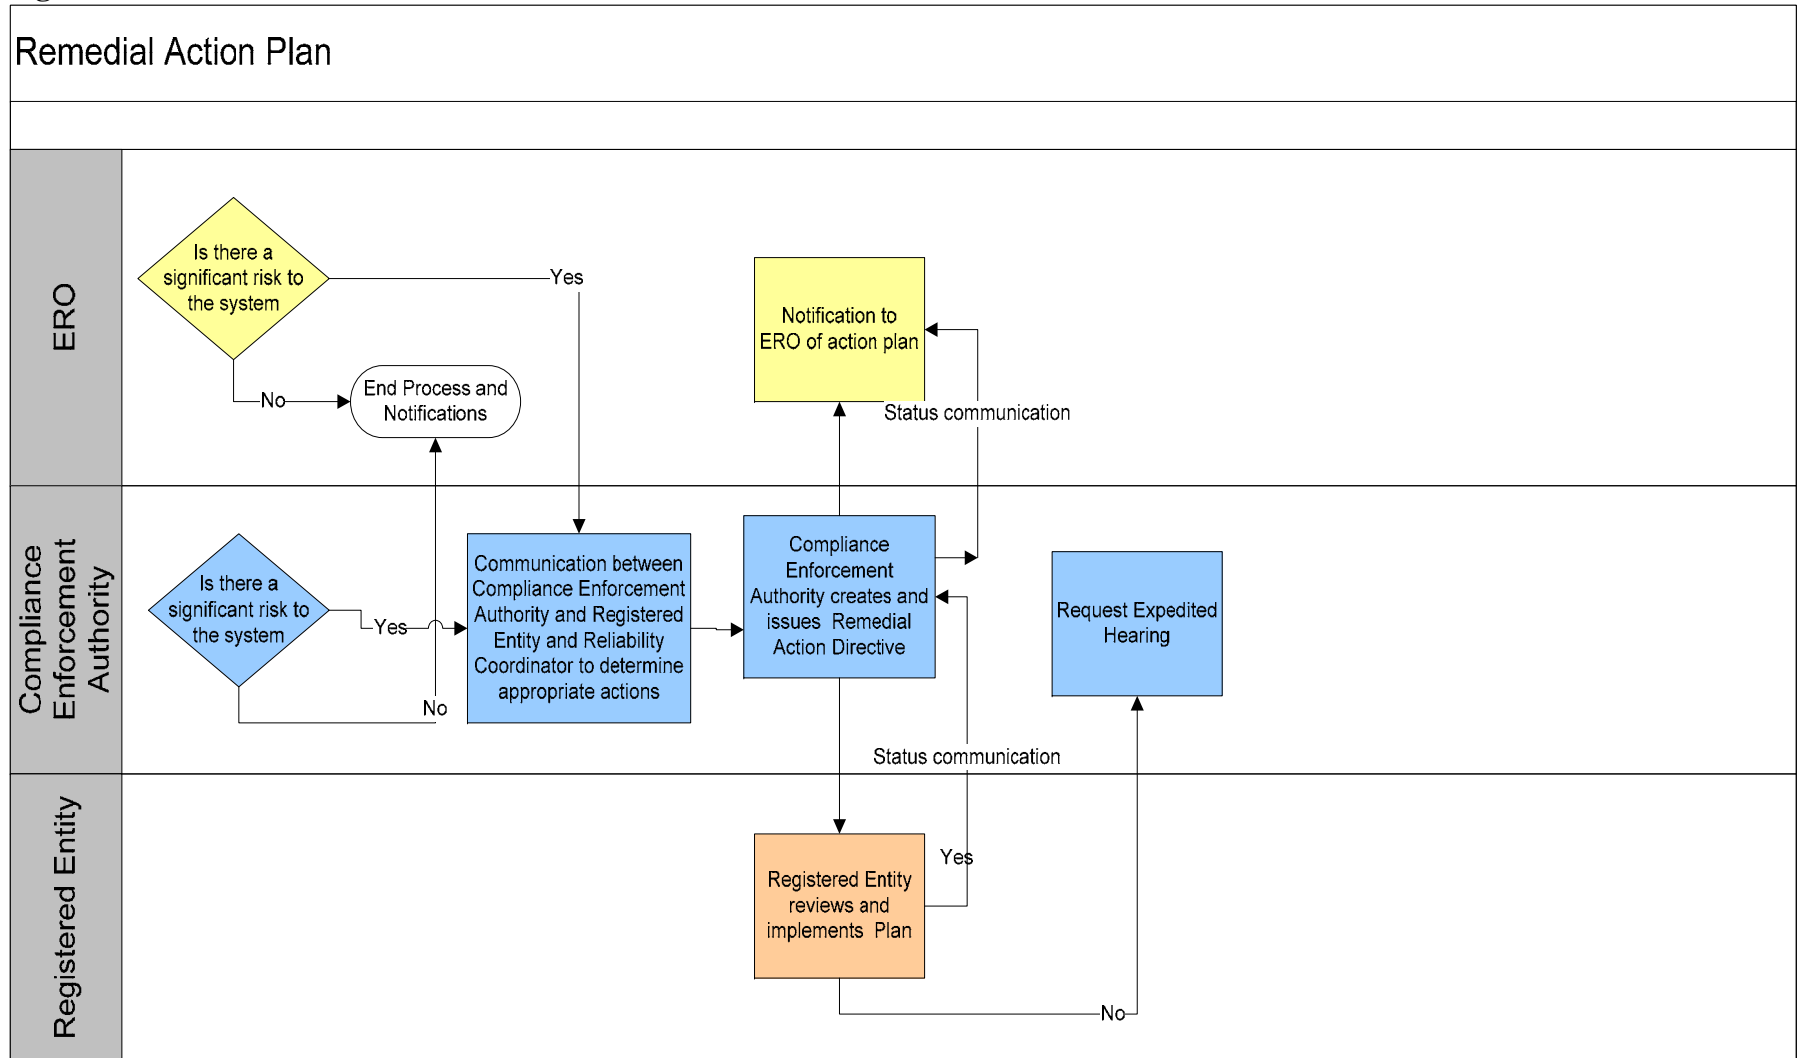 Remedial Action Plan
ERO
Is there a
significant risk to
the system
Yes
No
End Process and
Notifications
Notification to
ERO of action plan
Status communication
Compliance
Enforcement
Authority
Is there a
significant risk to
the system
Yes
No
Communication between
Compliance Enforcement
Authority and Registered
Entity and Reliability
Coordinator to determine
appropriate actions
Compliance
Enforcement
Authority creates and
issues Remedial
Action Directive
Request Expedited
Hearing
Status communication
Registered Entity
Registered Entity
reviews and
implements Plan
Yes
No